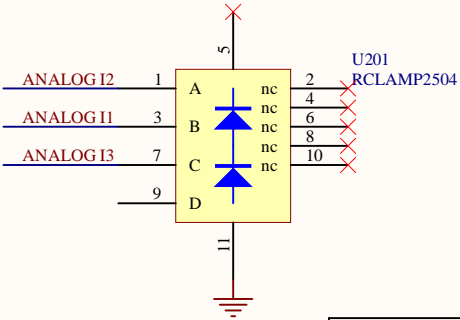 5
U201
RCLAMP2504
ANALOG I2 1 A nc 2
nc 4
ANALOG I1 3 B nc 6
nc 8
ANALOG I3 7 C nc 10
9 D
11